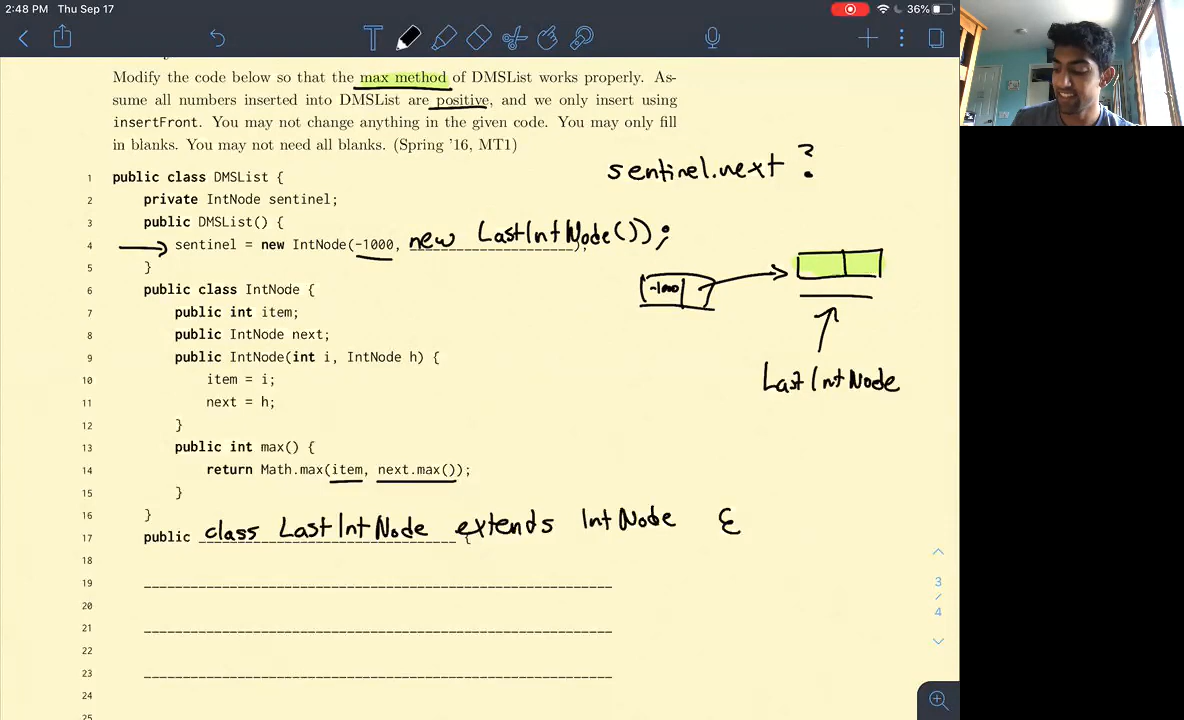 2:48 PM Thu Sep 17
36%
Modify the code below so that the max method of DMSList works properly. As-
sume all numbers inserted into DMSList are positive, and we only insert using
insertFront. You may not change anything in the given code. You may only fill
in blanks. You may not need all blanks. (Spring '16, MT1)
sentinel.next ?
1 public class DMSList {
2 private IntNode sentinel;
3 public DMSList() {
4 sentinel = new IntNode(-1000, new LastIntNode());
5 }
-1000
6 public class IntNode {
7 public int item;
8 public IntNode next;
9 public IntNode(int i, IntNode h) {
10 item = i;
LastIntNode
11 next = h;
12 }
13 public int max() {
14 return Math.max(item, next.max());
15 }
16 }
17 public class LastIntNode extends IntNode {
18
19
20
21
22
23
24
25
3
/
4